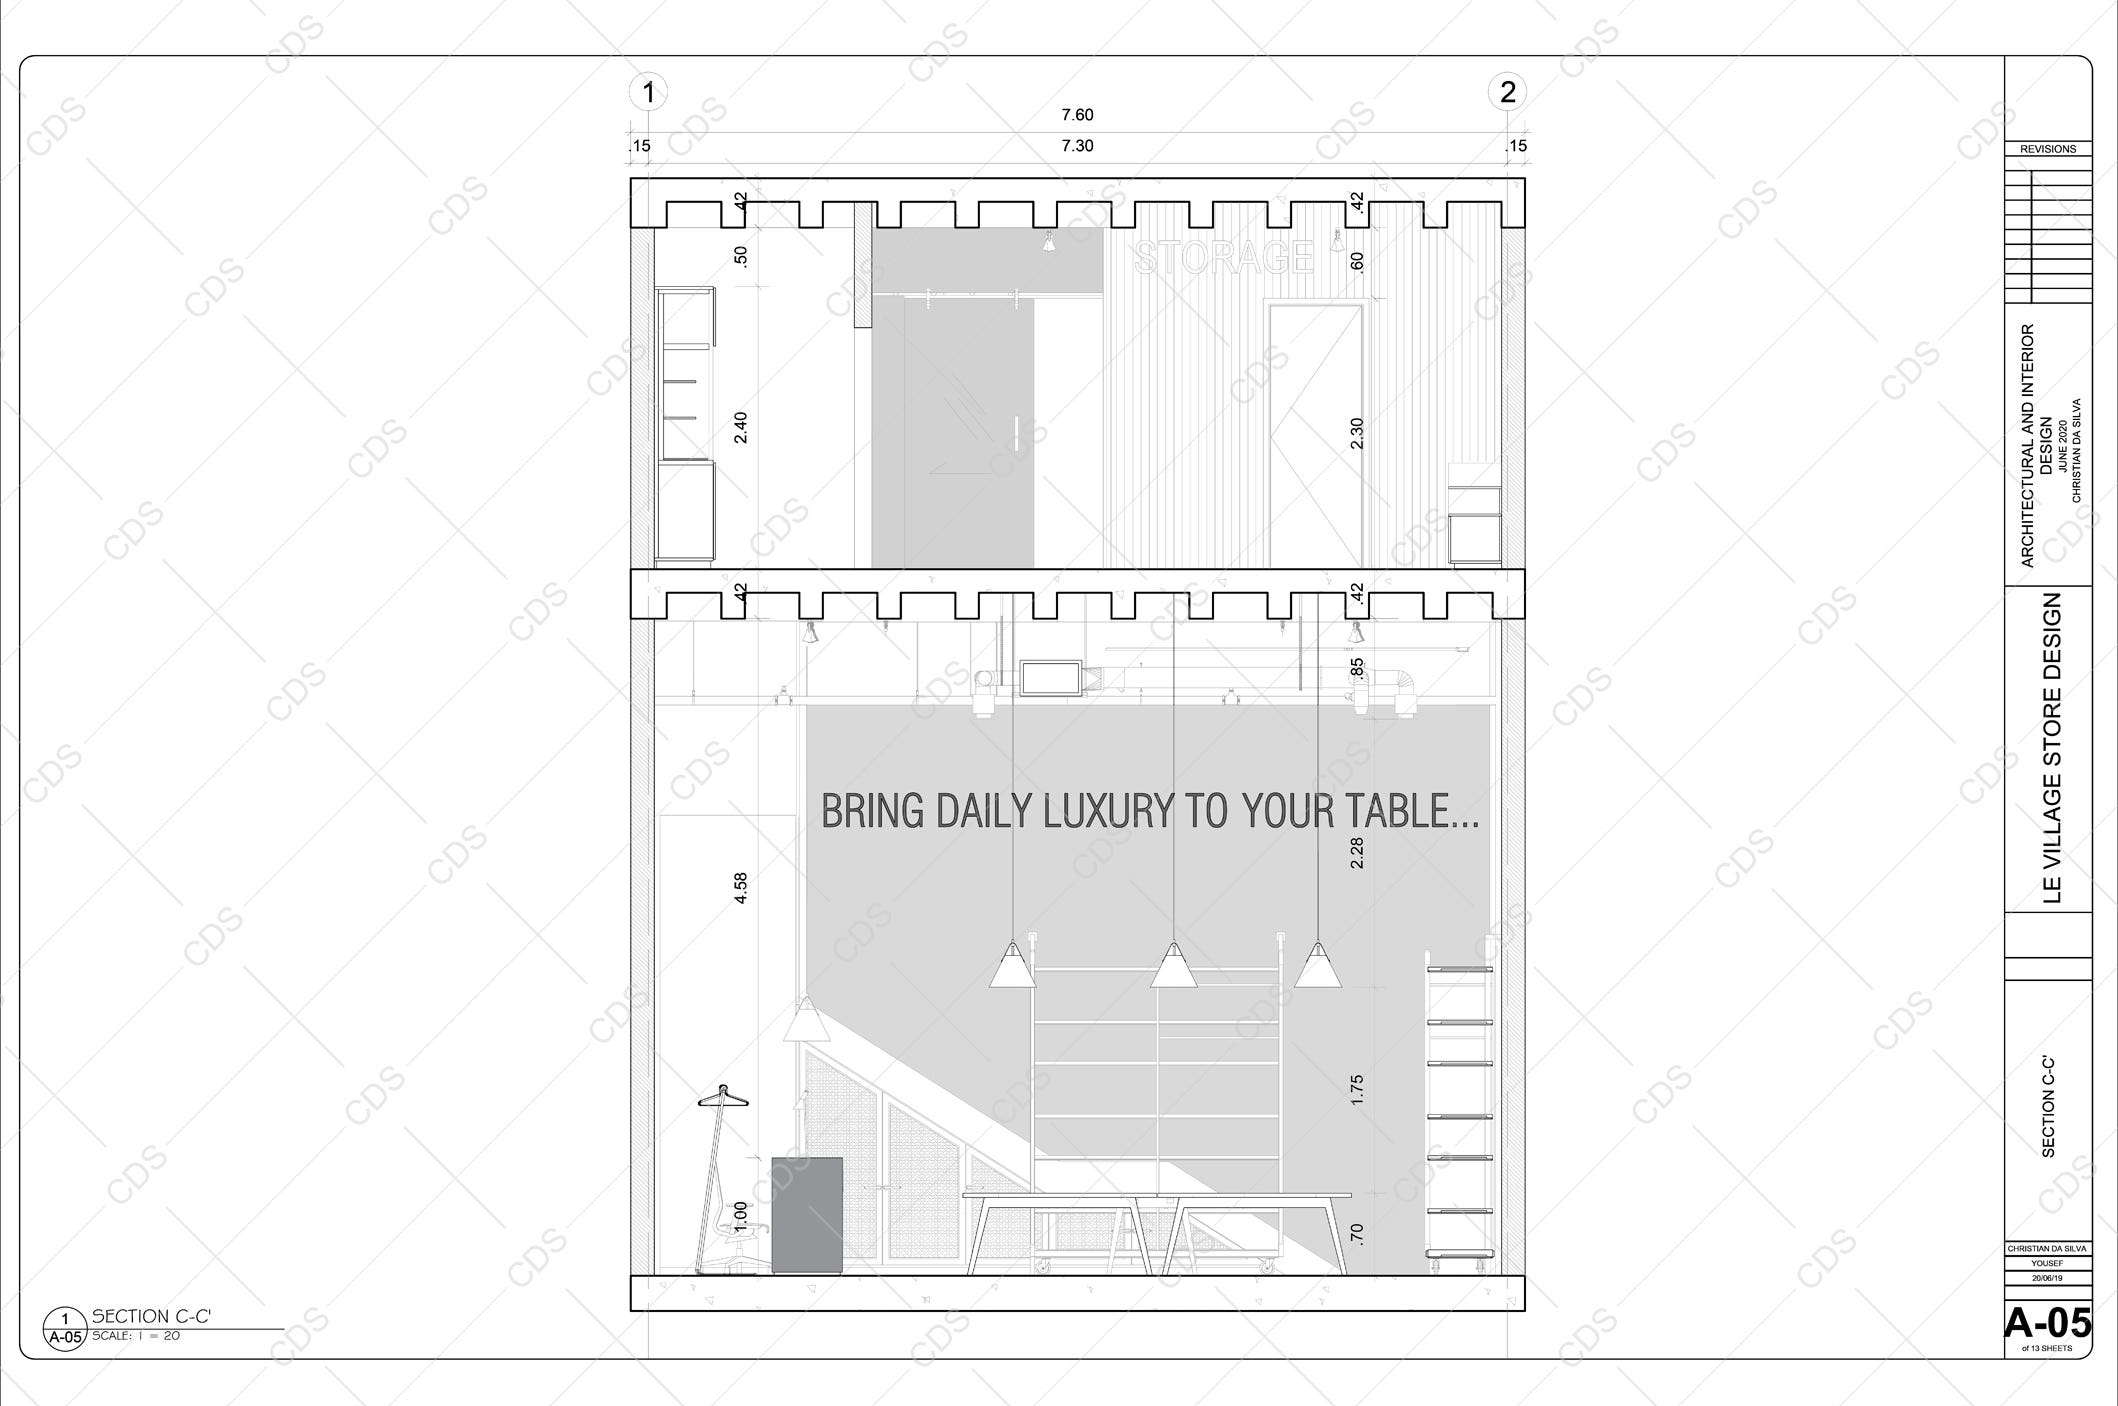 1
2
7.60
.15
7.30
.15
.42
.42
.50
STORAGE
.60
2.40
2.30
.42
.42
.85
BRING DAILY LUXURY TO YOUR TABLE...
2.28
4.58
1.75
1.00
.70
1
A-05
SECTION C-C'
SCALE: 1 = 20
REVISIONS
ARCHITECTURAL AND INTERIOR
DESIGN
JUNE 2020
CHRISTIAN DA SILVA
LE VILLAGE STORE DESIGN
SECTION C-C'
CHRISTIAN DA SILVA
YOUSEF
20/06/19
A-05
of 13 SHEETS
CDS